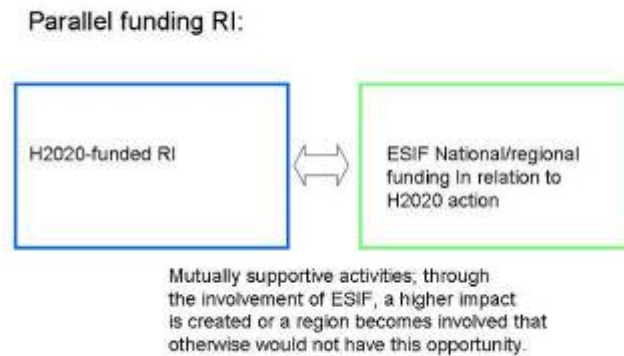 Parallel funding RI:
H2020-funded RI
ESIF National/regional
funding In relation to
H2020 action
Mutually supportive activities; through
the involvement of ESIF, a higher impact
is created or a region becomes involved that
otherwise would not have this opportunity.